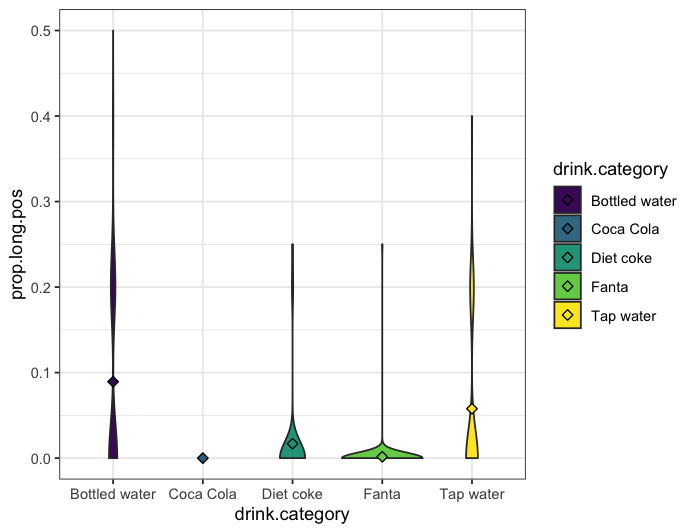 prop.long.pos
0.5
0.4
0.3
0.2
0.1
0.0
Bottled water
Coca Cola
Diet coke
Fanta
Tap water
drink.category
drink.category
Bottled water
Coca Cola
Diet coke
Fanta
Tap water